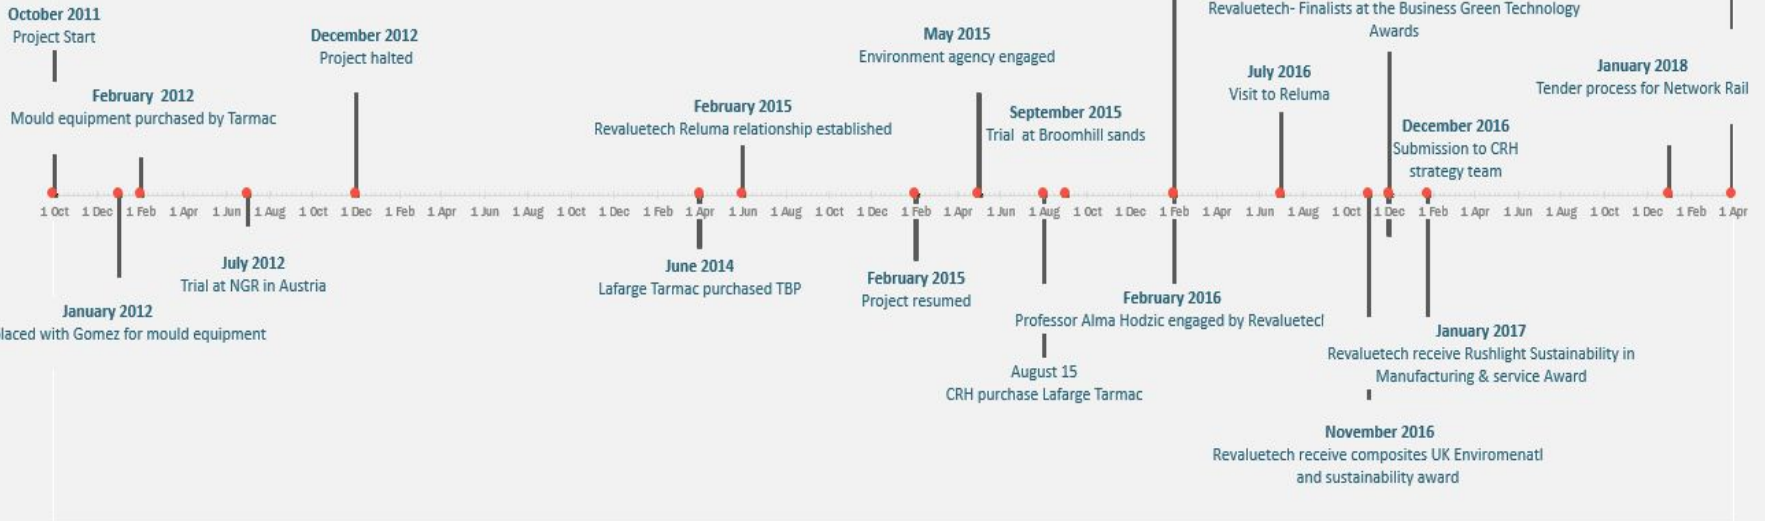 October 2011
Project Start
February 2012
Mould equipment purchased by Tarmac
December 2012
Project halted
February 2015
Revaluetech Reluma relationship established
May 2015
Environment agency engaged
September 2015
Trial at Broomhill sands
Revaluetech- Finalists at the Business Green Technology
Awards
July 2016
Visit to Reluma
December 2016
Submission to CRH
strategy team
January 2018
Tender process for Network Rail
1 Oct 1 Dec 1 Feb 1 Apr 1 Jun 1 Aug 1 Oct 1 Dec 1 Feb 1 Apr 1 Jun 1 Aug 1 Oct 1 Dec 1 Feb 1 Apr 1 Jun 1 Aug 1 Oct 1 Dec 1 Feb 1 Apr 1 Jun 1 Aug 1 Oct 1 Dec 1 Feb 1 Apr 1 Jun 1 Aug 1 Oct 1 Dec 1 Feb 1 Apr 1 Jun 1 Aug 1 Oct 1 Dec 1 Feb 1 Apr
January 2012
with Gomez for mould equipment
July 2012
Trial at NGR in Austria
June 2014
Lafarge Tarmac purchased TBP
February 2015
Project resumed
February 2016
Professor Alma Hodzic engaged by
August 15
CRH purchase Lafarge Tarmac
January 2017
Revaluetech receive Rushlight Sustainability in
Manufacturing & service Award
November 2016
Revaluetech receive composites UK Enviromenatl
and sustainability award